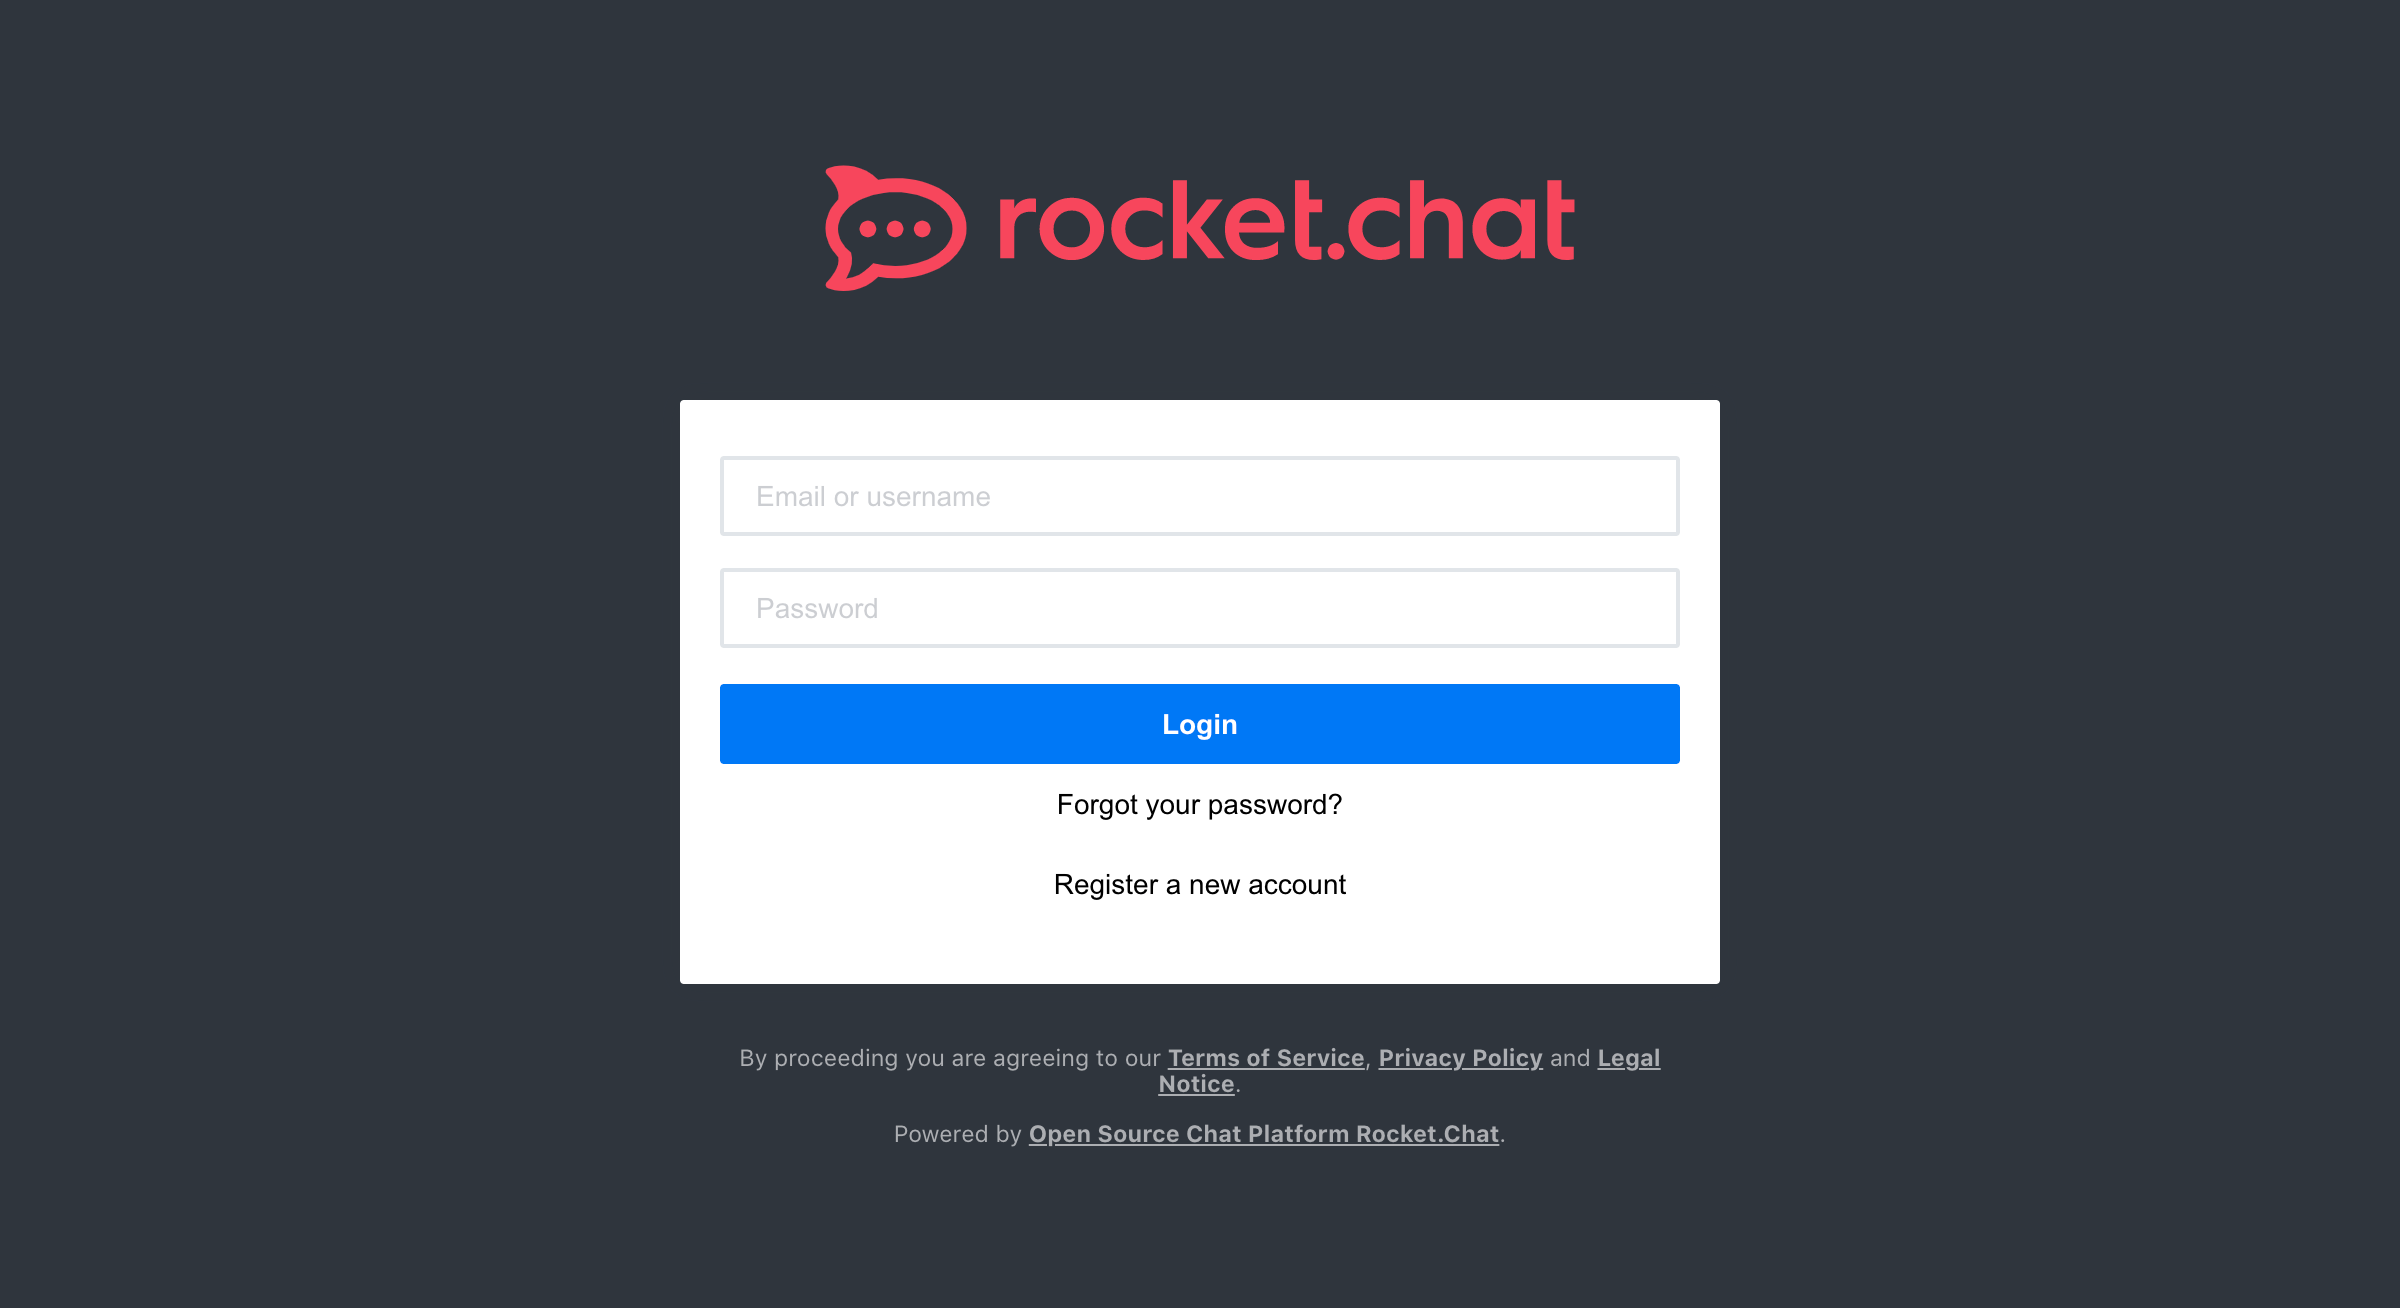 rocket.chat
Email or username
Password
Login
Forgot your password?
Register a new account
By proceeding you are agreeing to our Terms of Service, Privacy Policy and Legal
Notice.
Powered by Open Source Chat Platform Rocket.Chat.